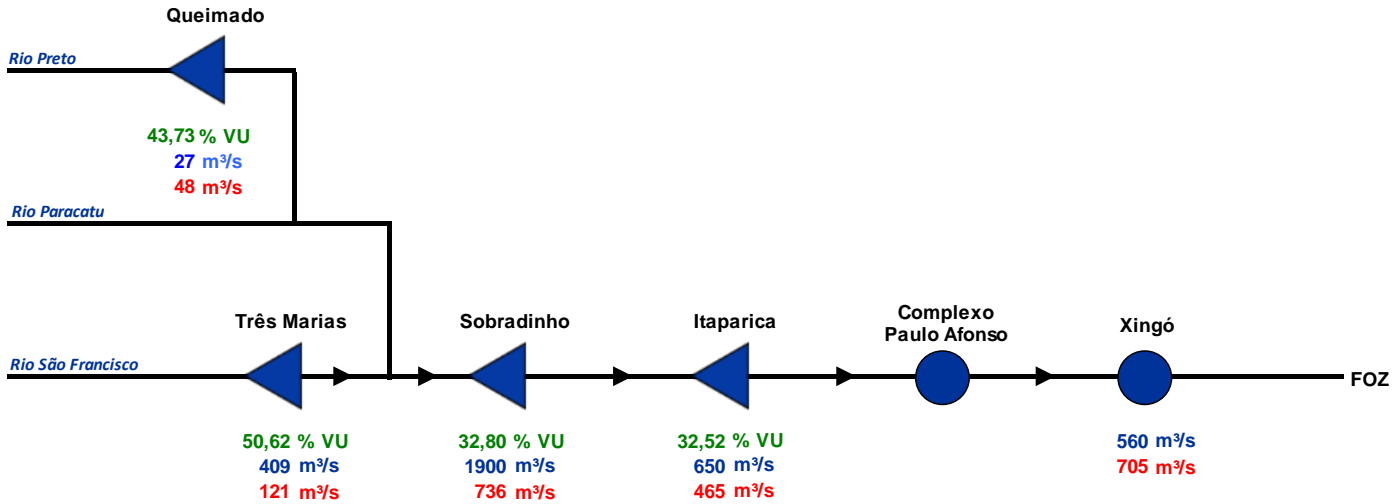 Queimado
Rio Preto
43,73 % VU
27 m³/s
48 m³/s
Rio Paracatu
Três Marias
Sobradinho
Itaparica
Complexo
Paulo Afonso
Xingó
Rio São Francisco
FOZ
50,62 % VU
409 m³/s
121 m³/s
32,80 % VU
1900 m³/s
736 m³/s
32,52 % VU
650 m³/s
465 m³/s
560 m³/s
705 m³/s